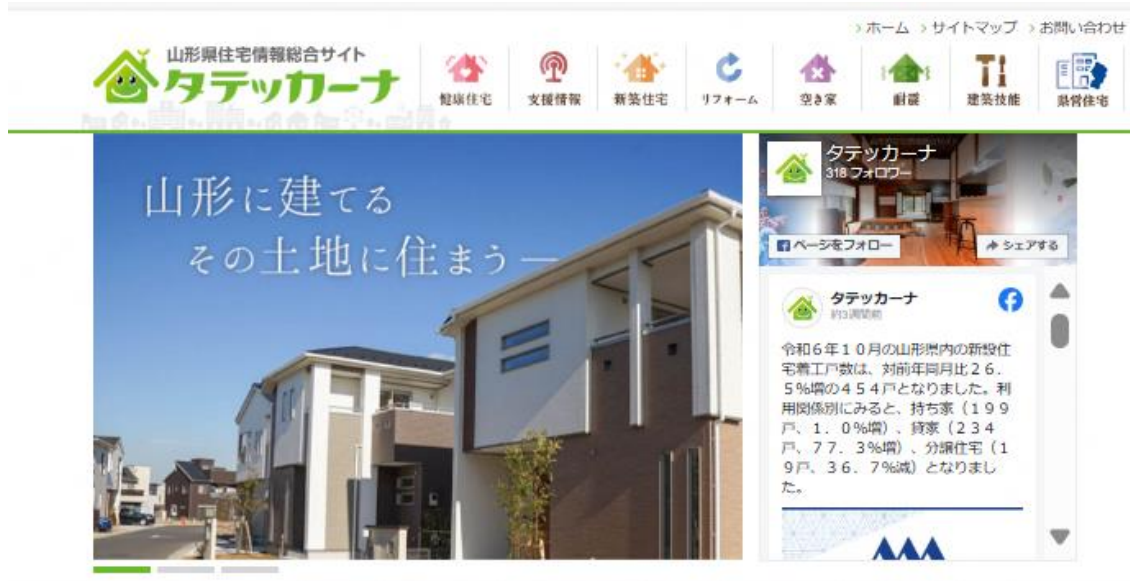 ›ホーム ›サイトマップ ›お問い合わせ
山形県住宅情報総合サイト
タテッカーナ
健康住宅 支援情報 新築住宅 リフォーム 空き家 耐震 建築技能 県営住宅
山形に建てる
その土地に住まう―
タテッカーナ
318 フォロワー
ページをフォロー
シェアする
タテッカーナ
約3週間前
令和6年10月の山形県内の新設住
宅着工戸数は、対前年同月比26.
5%増の454戸となりました。利
用関係別にみると、持ち家(199
戸、1.0%増)、貸家(234
戸、77.3%増)、分譲住宅(1
9戸、36.7%減)となりまし
た。